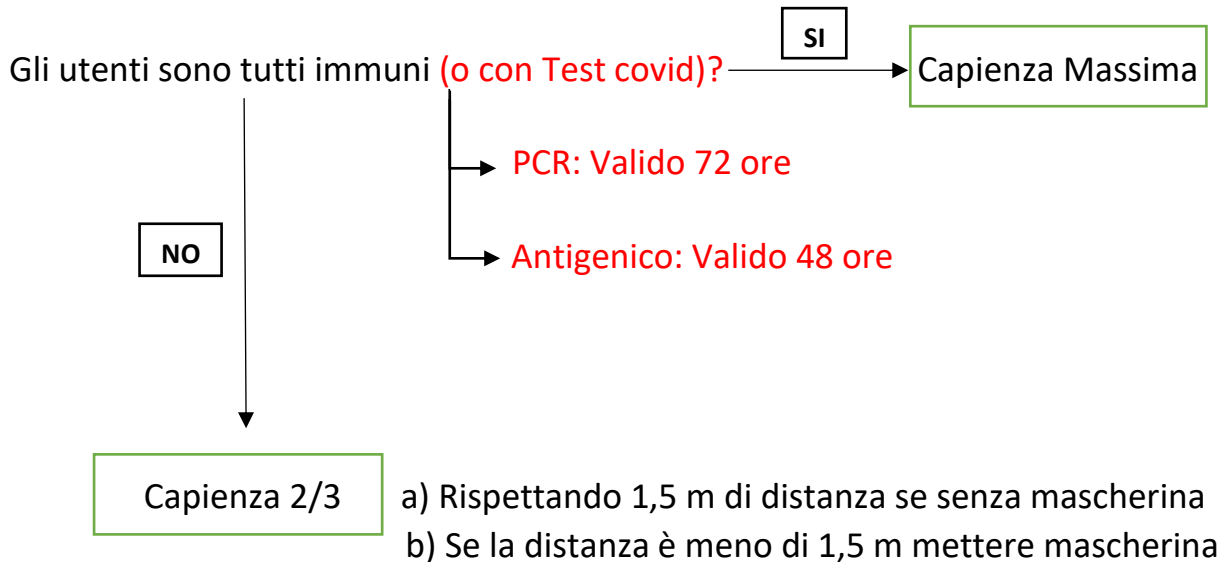 SI
Gli utenti sono tutti immuni (o con Test covid)?
Capienza Massima
PCR: Valido 72 ore
NO
Antigenico: Valido 48 ore
Capienza 2/3
a) Rispettando 1,5 m di distanza se senza mascherina
b) Se la distanza è meno di 1,5 m mettere mascherina